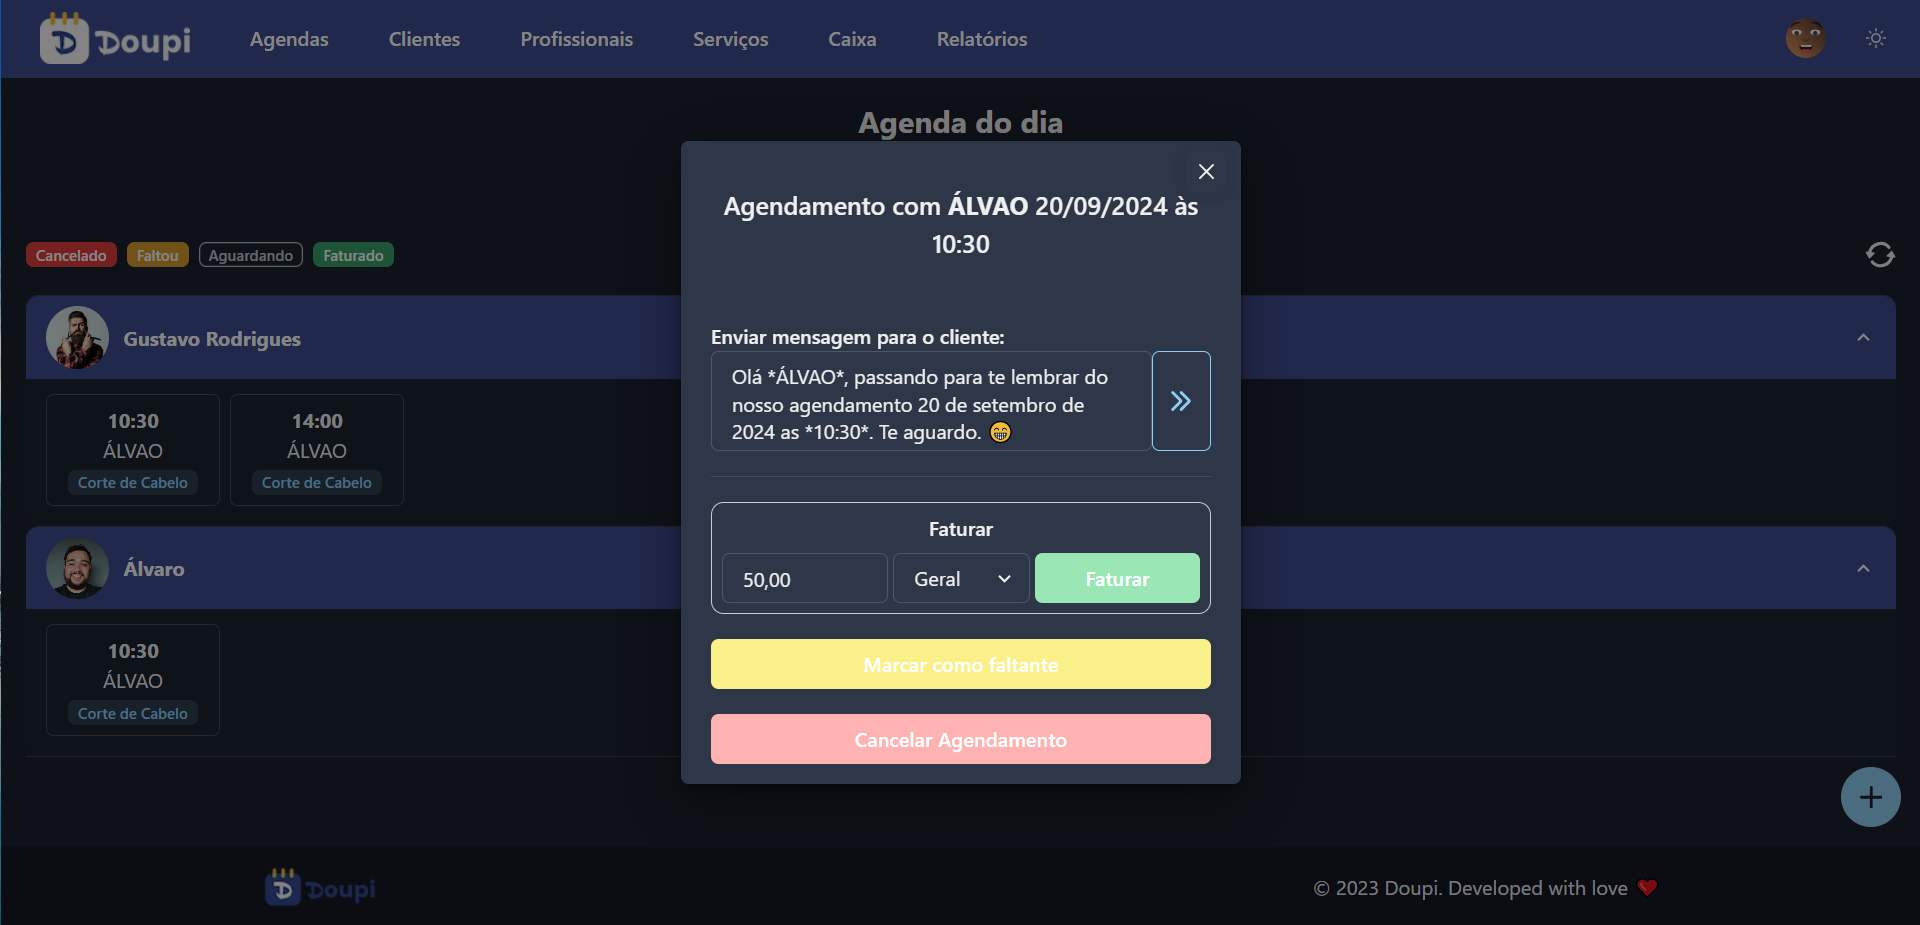 Doupi
Agendas
Clientes
Profissionais
Serviços
Caixa
Relatórios
Agenda do dia
Cancelado
Faltou
Aguardando
Faturado
Gustavo Rodrigues
10:30
ÁLVAO
Corte de Cabelo
14:00
ÁLVAO
Corte de Cabelo
Álvaro
10:30
ÁLVAO
Corte de Cabelo
Agendamento com ÁLVAO 20/09/2024 às
10:30
Enviar mensagem para o cliente:
Olá *ÁLVAO*, passando para te lembrar do
nosso agendamento 20 de setembro de
2024 as *10:30*. Te aguardo. 😁
Faturar
50,00
Geral
Faturar
Marcar como faltante
Cancelar Agendamento
Doupi
© 2023 Doupi. Developed with love ❤️